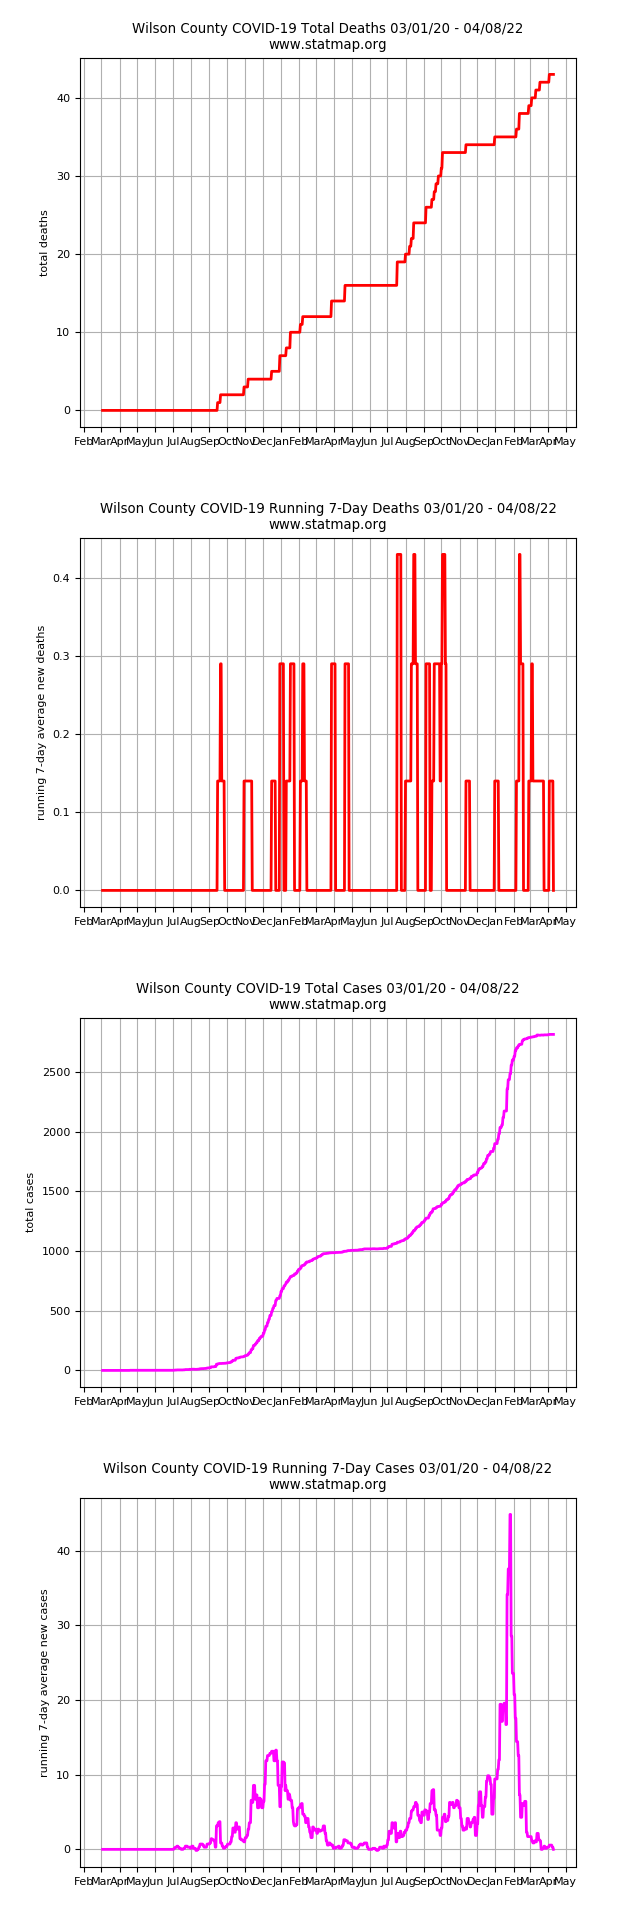 Wilson County COVID-19 Total Deaths 03/01/20 - 04/08/22
www.statmap.org
40
30
20
10
0
total deaths
Feb Mar Apr May Jun Jul Aug Sep Oct Nov Dec Jan Feb Mar Apr May Jun Jul Aug Sep Oct Nov Dec Jan Feb Mar Apr May
Wilson County COVID-19 Running 7-Day Deaths 03/01/20 - 04/08/22
www.statmap.org
0.4
0.3
0.2
0.1
0.0
running 7-day average new deaths
Feb Mar Apr May Jun Jul Aug Sep Oct Nov Dec Jan Feb Mar Apr May Jun Jul Aug Sep Oct Nov Dec Jan Feb Mar Apr May
Wilson County COVID-19 Total Cases 03/01/20 - 04/08/22
www.statmap.org
2500
2000
1500
1000
500
0
total cases
Feb Mar Apr May Jun Jul Aug Sep Oct Nov Dec Jan Feb Mar Apr May Jun Jul Aug Sep Oct Nov Dec Jan Feb Mar Apr May
Wilson County COVID-19 Running 7-Day Cases 03/01/20 - 04/08/22
www.statmap.org
40
30
20
10
0
running 7-day average new cases
Feb Mar Apr May Jun Jul Aug Sep Oct Nov Dec Jan Feb Mar Apr May Jun Jul Aug Sep Oct Nov Dec Jan Feb Mar Apr May